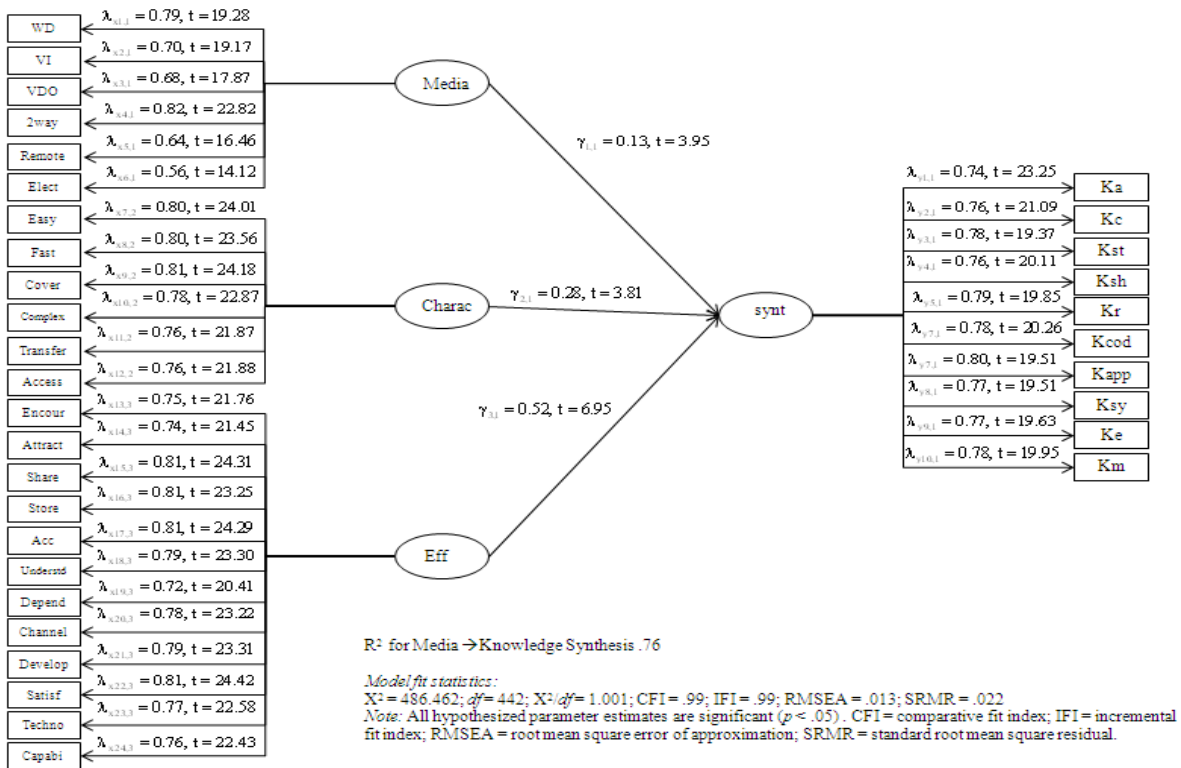 WD
λx1,1 = 0.79, t = 19.28
VI
λx2,1 = 0.70, t = 19.17
VDO
λx3,1 = 0.68, t = 17.87
2way
λx4,1 = 0.82, t = 22.82
Remote
λx5,1 = 0.64, t = 16.46
Elect
λx6,1 = 0.56, t = 14.12
Easy
λx7,2 = 0.80, t = 24.01
Fast
λx8,2 = 0.80, t = 23.56
Cover
λx9,2 = 0.81, t = 24.18
Complex
λx10,2 = 0.78, t = 22.87
Transfer
λx11,2 = 0.76, t = 21.87
Access
λx12,2 = 0.76, t = 21.88
Encour
λx13,3 = 0.75, t = 21.76
Attract
λx14,3 = 0.74, t = 21.45
Share
λx15,3 = 0.81, t = 24.31
Store
λx16,3 = 0.81, t = 23.25
Acc
λx17,3 = 0.81, t = 24.29
Understd
λx18,3 = 0.79, t = 23.30
Depend
λx19,3 = 0.72, t = 20.41
Channel
λx20,3 = 0.78, t = 23.22
Develop
λx21,3 = 0.79, t = 23.31
Satisf
λx22,3 = 0.81, t = 24.42
Techno
λx23,3 = 0.77, t = 22.58
Capabi
λx24,3 = 0.76, t = 22.43
Media
Charac
Eff
γ1,1 = 0.13, t = 3.95
γ2,1 = 0.28, t = 3.81
γ3,1 = 0.52, t = 6.95
synt
λy1,1 = 0.74, t = 23.25
Ka
λy2,1 = 0.76, t = 21.09
Kc
λy3,1 = 0.78, t = 19.37
Kst
λy4,1 = 0.76, t = 20.11
Ksh
λy5,1 = 0.79, t = 19.85
Kr
λy7,1 = 0.78, t = 20.26
Kcod
λy7,1 = 0.80, t = 19.51
Kapp
λy8,1 = 0.77, t = 19.51
Ksy
λy9,1 = 0.77, t = 19.63
Ke
λy10,1 = 0.78, t = 19.95
Km
R² for Media →Knowledge Synthesis .76
Model fit statistics:
X² = 486.462; df = 442; X²/df = 1.001; CFI = .99; IFI = .99; RMSEA = .013; SRMR = .022
Note: All hypothesized parameter estimates are significant (p < .05) . CFI = comparative fit index; IFI = incremental
fit index; RMSEA = root mean square error of approximation; SRMR = standard root mean square residual.